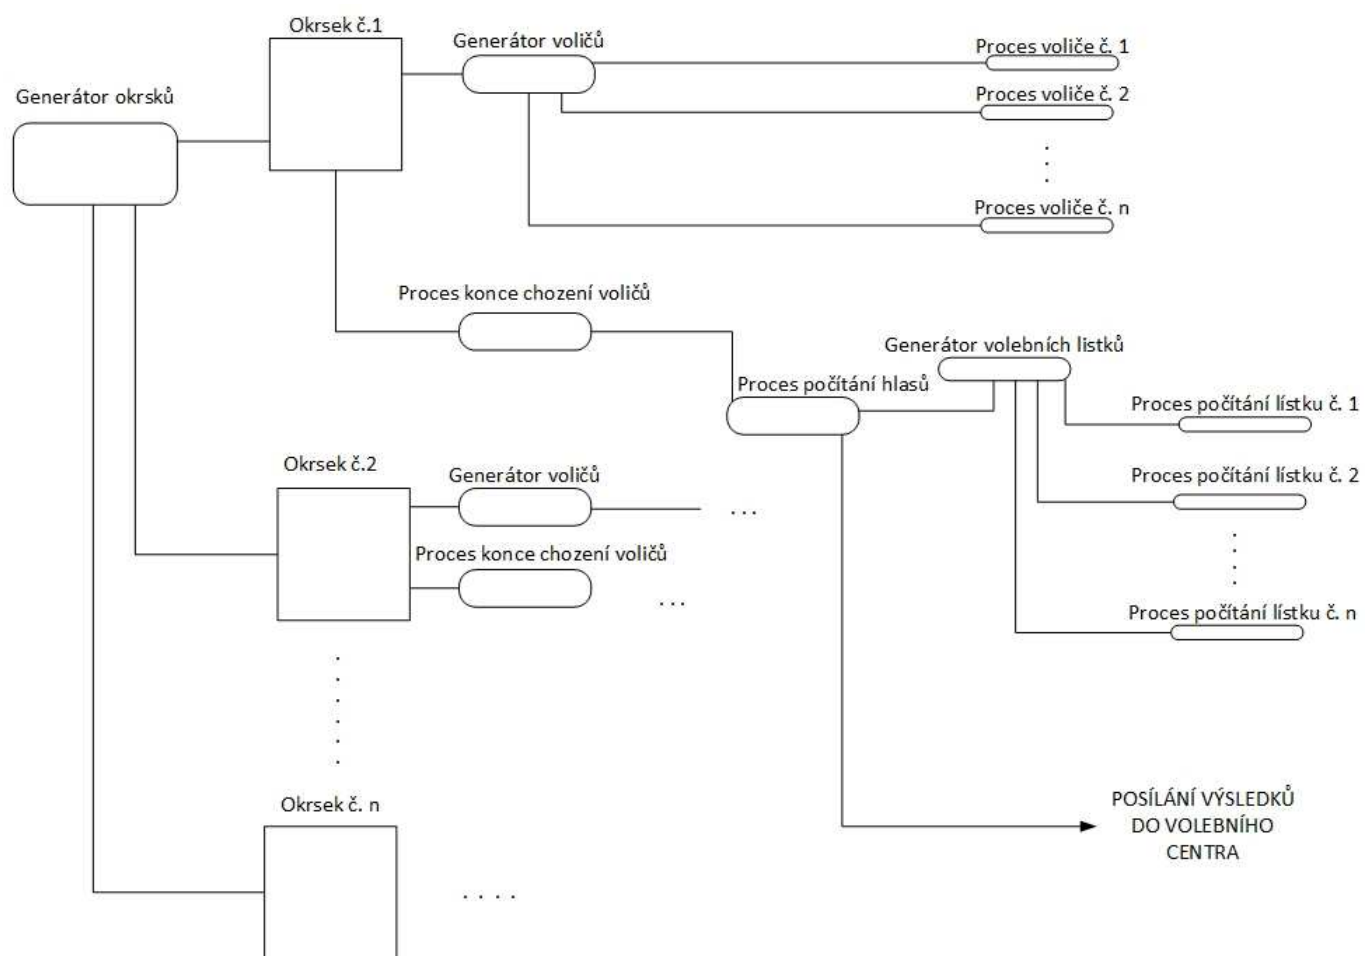 Okrsek č.1
Generátor voličů
Proces voliče č. 1
Generátor okrsků
Proces voliče č. 2
Proces voliče č. n
Proces konce chození voličů
Generátor volebních listků
Proces počítání hlasů
Proces počítání lístku č. 1
Okrsek č.2
Generátor voličů
Proces počítání lístku č. 2
. . .
Proces konce chození voličů
. . .
Proces počítání lístku č. n
Okrsek č. n
POSÍLÁNÍ VÝSLEDKŮ
DO VOLEBNÍHO
CENTRA
. . . .